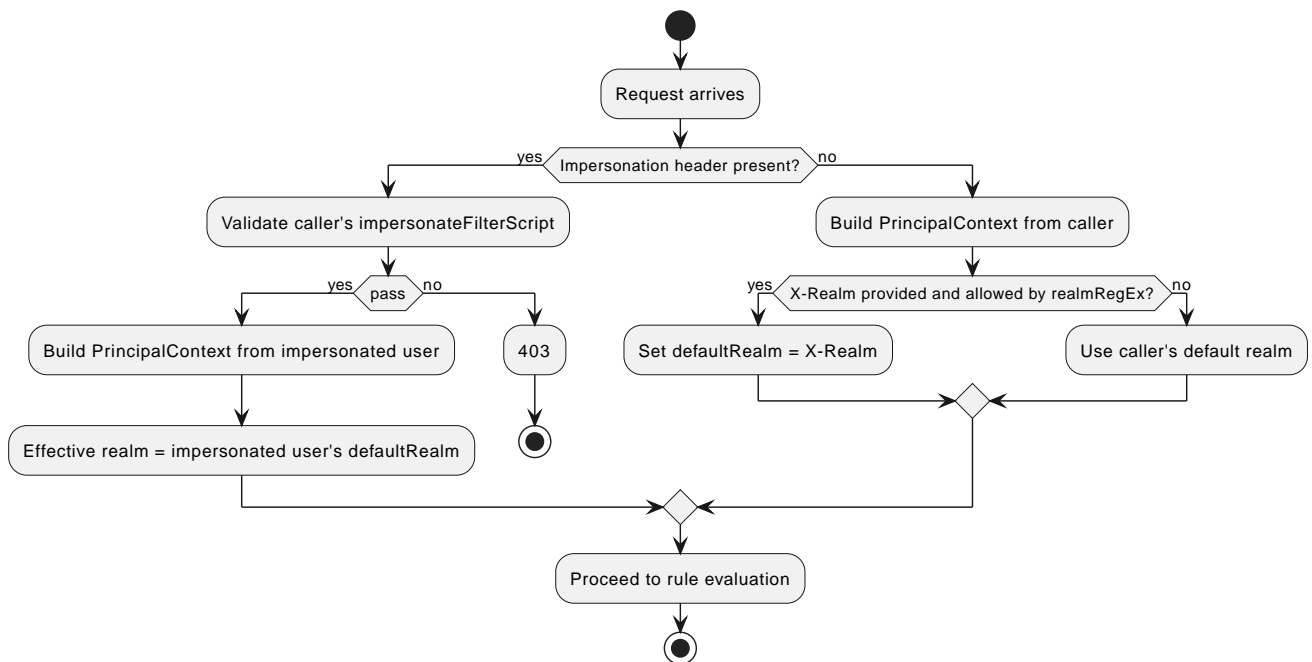 Request arrives
yes
Impersonation header present?
no
Validate caller's impersonateFilterScript
Build PrincipalContext from caller
yes
pass
no
yes
X-Realm provided and allowed by realmRegEx?
no
Build PrincipalContext from impersonated user
403
Set defaultRealm = X-Realm
Use caller's default realm
Effective realm = impersonated user's defaultRealm
Proceed to rule evaluation